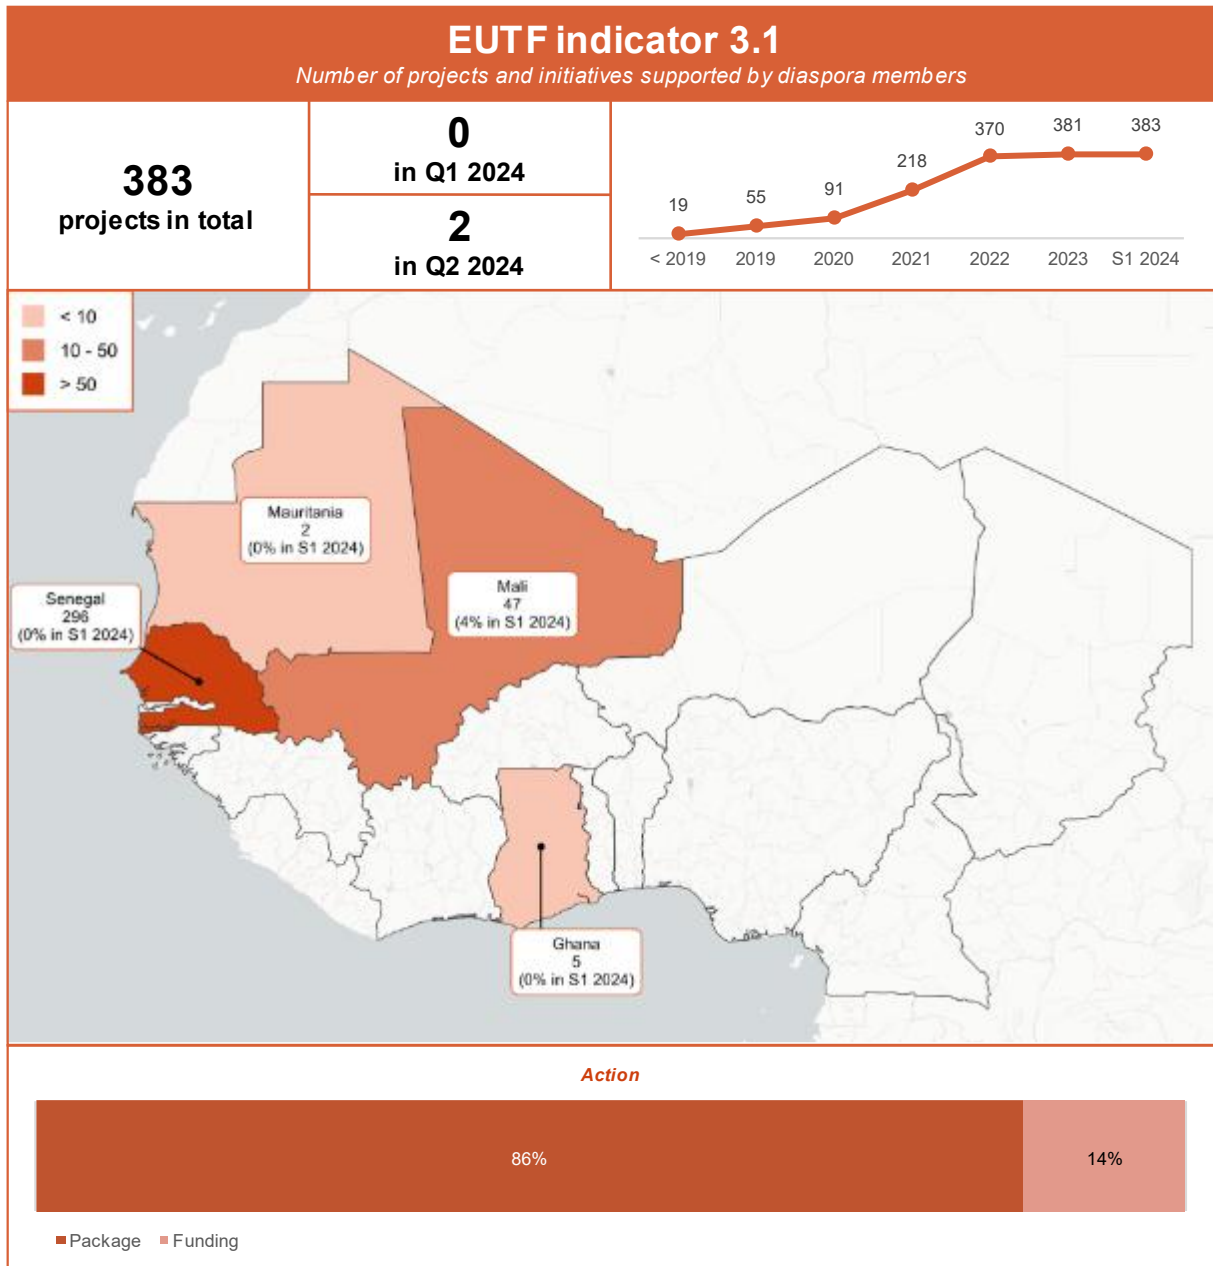 EUTF indicator 3.1
Number of projects and initiatives supported by diaspora members
383
projects in total
0
in Q1 2024
2
in Q2 2024
19
55
91
218
370
381
383
< 2019
2019
2020
2021
2022
2023
S1 2024
< 10
10 - 50
> 50
Mauritania
2
(0% in S1 2024)
Mali
47
(4% in S1 2024)
Senegal
296
(0% in S1 2024)
Ghana
5
(0% in S1 2024)
Action
86%
14%
Package
Funding